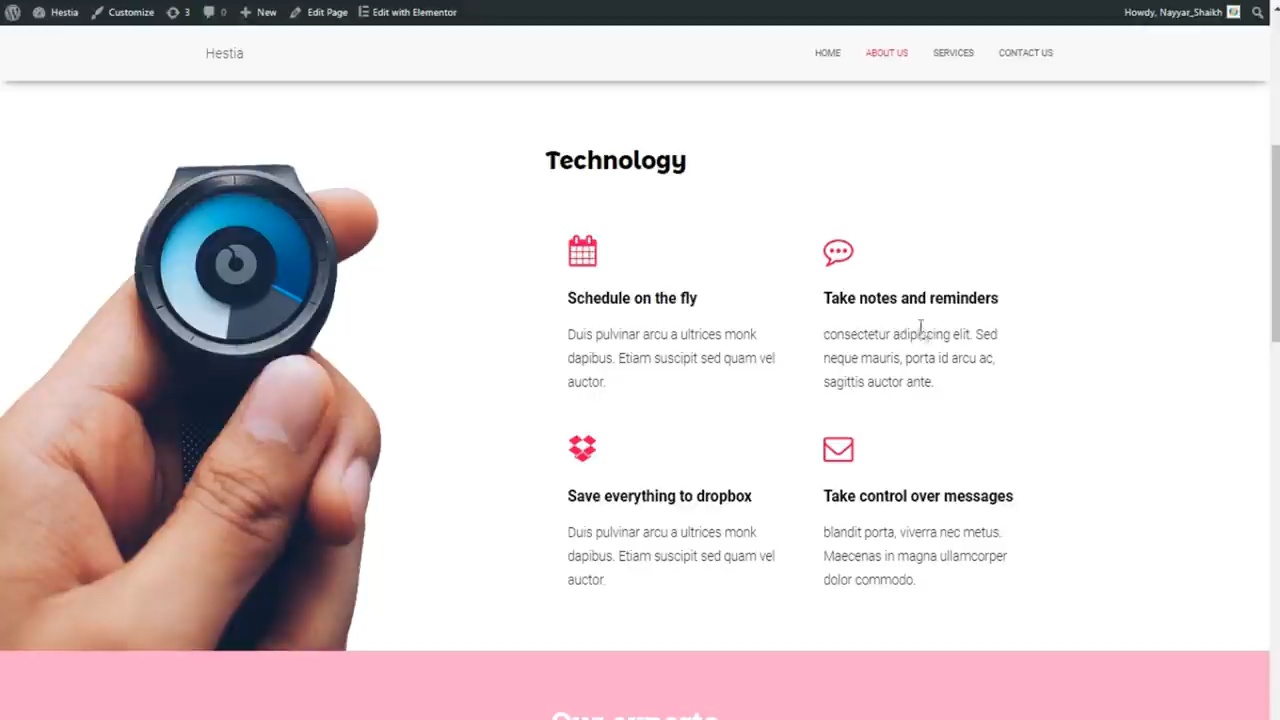 Hestia
Customize
3
0
New
Edit Page
Edit with Elementor
Howdy, Nayyar_Shaikh
Hestia
HOME
ABOUT US
SERVICES
CONTACT US
Technology
Schedule on the fly
Duis pulvinar arcu a ultrices monk
dapibus. Etiam suscipit sed quam vel
auctor.
Take notes and reminders
consectetur adipiscing elit. Sed
neque mauris, porta id arcu ac,
sagittis auctor ante.
Save everything to dropbox
Duis pulvinar arcu a ultrices monk
dapibus. Etiam suscipit sed quam vel
auctor.
Take control over messages
blandit porta, viverra nec metus.
Maecenas in magna ullamcorper
dolor commodo.
Our experts